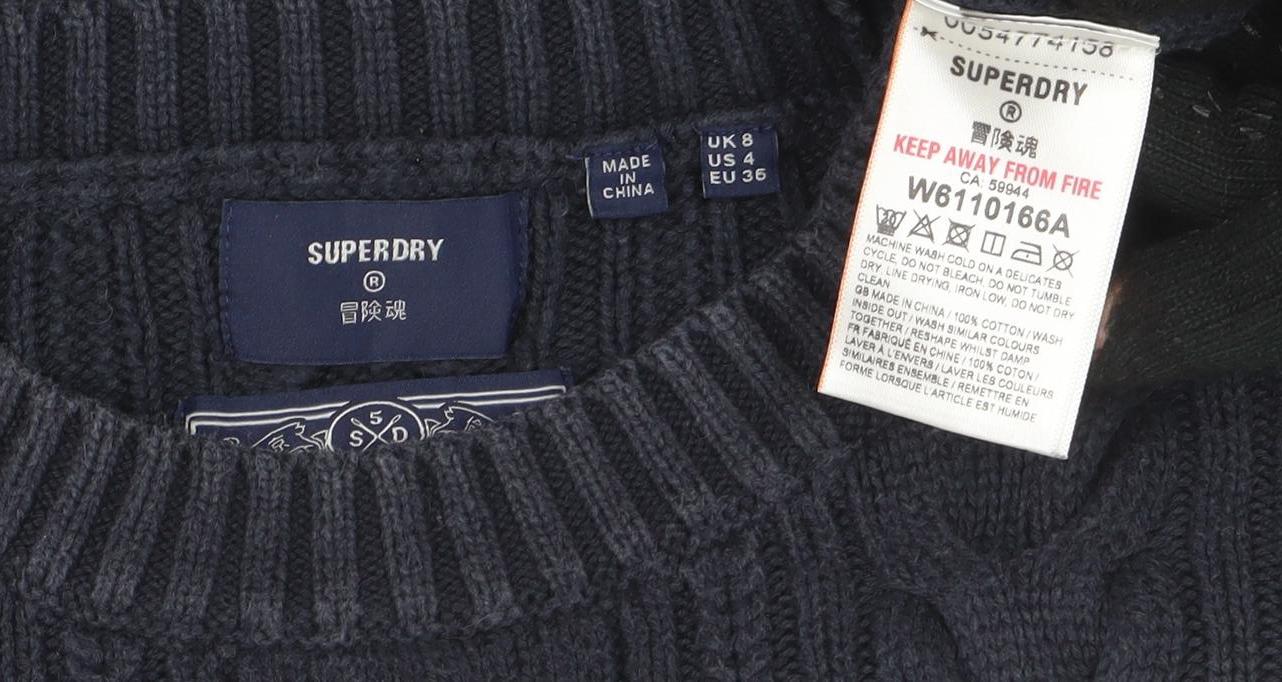 SUPERDRY
®
冒険魂
MADE
IN
CHINA
UK 8
US 4
EU 36
5
S D
0054774158
SUPERDRY
®
冒険魂
KEEP AWAY FROM FIRE
CA: 59944
W6110166A
MACHINE WASH COLD ON A DELICATES
CYCLE, DO NOT BLEACH, DO NOT TUMBLE
DRY, LINE DRYING, IRON LOW, DO NOT DRY
CLEAN
GB MADE IN CHINA / 100% COTTON / WASH
INSIDE OUT / WASH SIMILAR COLOURS
TOGETHER / RESHAPE WHILST DAMP
FR FABRIQUÉ EN CHINE / 100% COTON /
LAVER À L'ENVERS / LAVER LES COULEURS
SIMILAIRES ENSEMBLE / REMETTRE EN
FORME LORSQUE L'ARTICLE EST HUMIDE